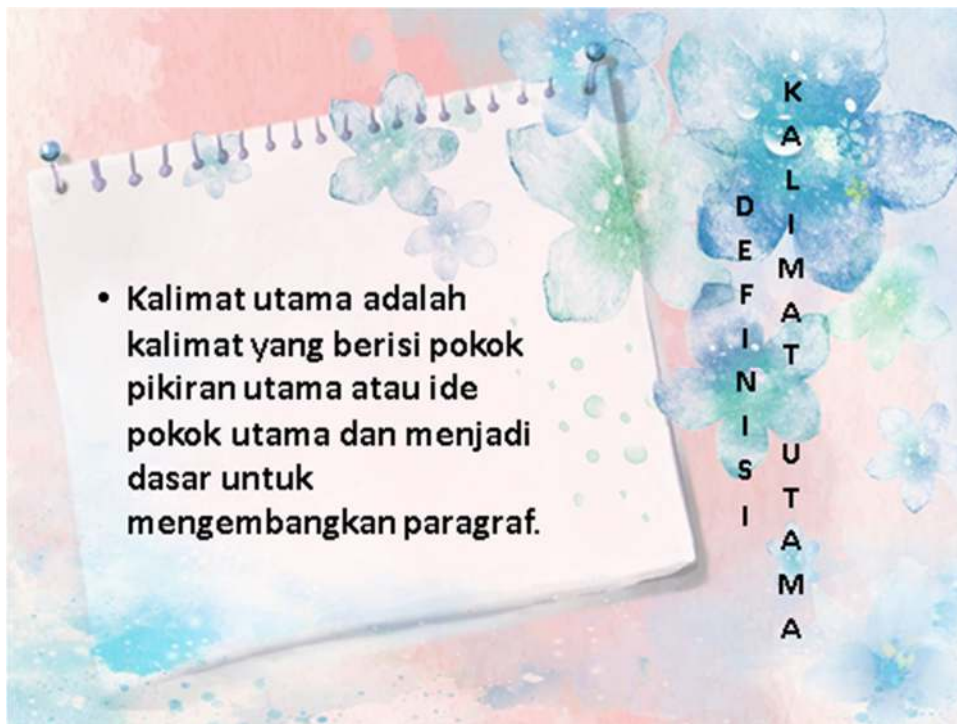 DEFINISI
KALIMAT UTAMA
• Kalimat utama adalah
kalimat yang berisi pokok
pikiran utama atau ide
pokok utama dan menjadi
dasar untuk
mengembangkan paragraf.